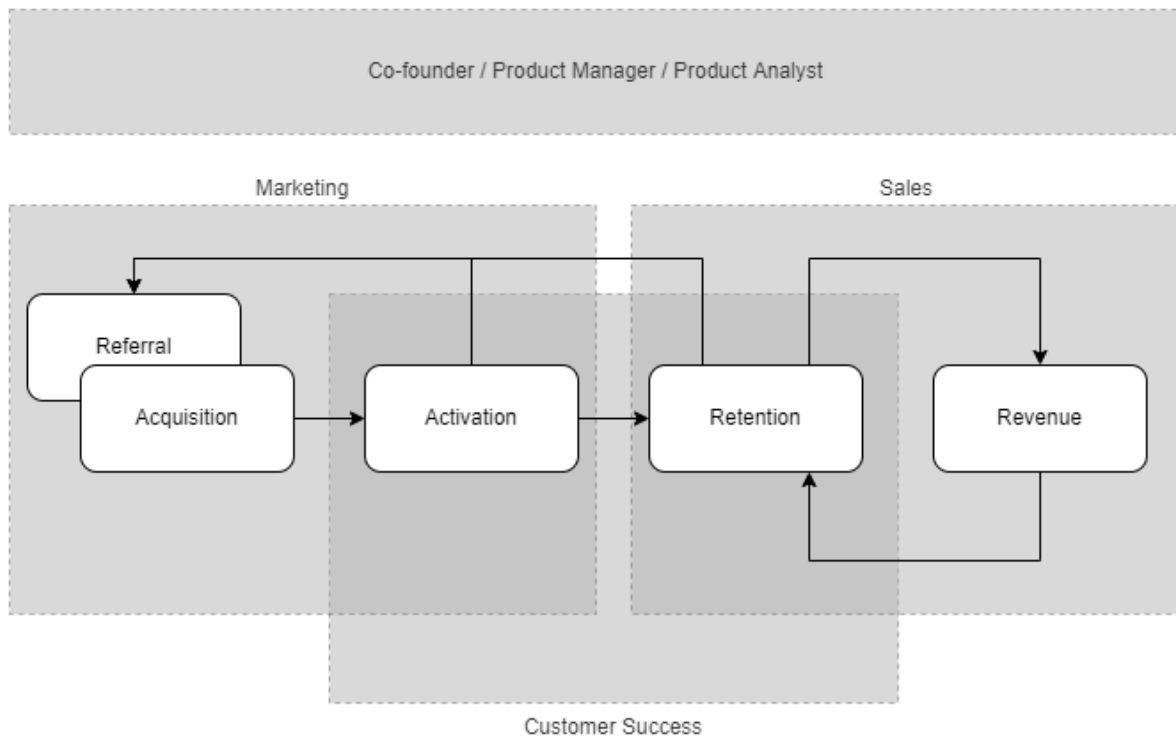 Co-founder / Product Manager / Product Analyst
Marketing
Sales
Referral
Acquisition
Activation
Retention
Revenue
Customer Success